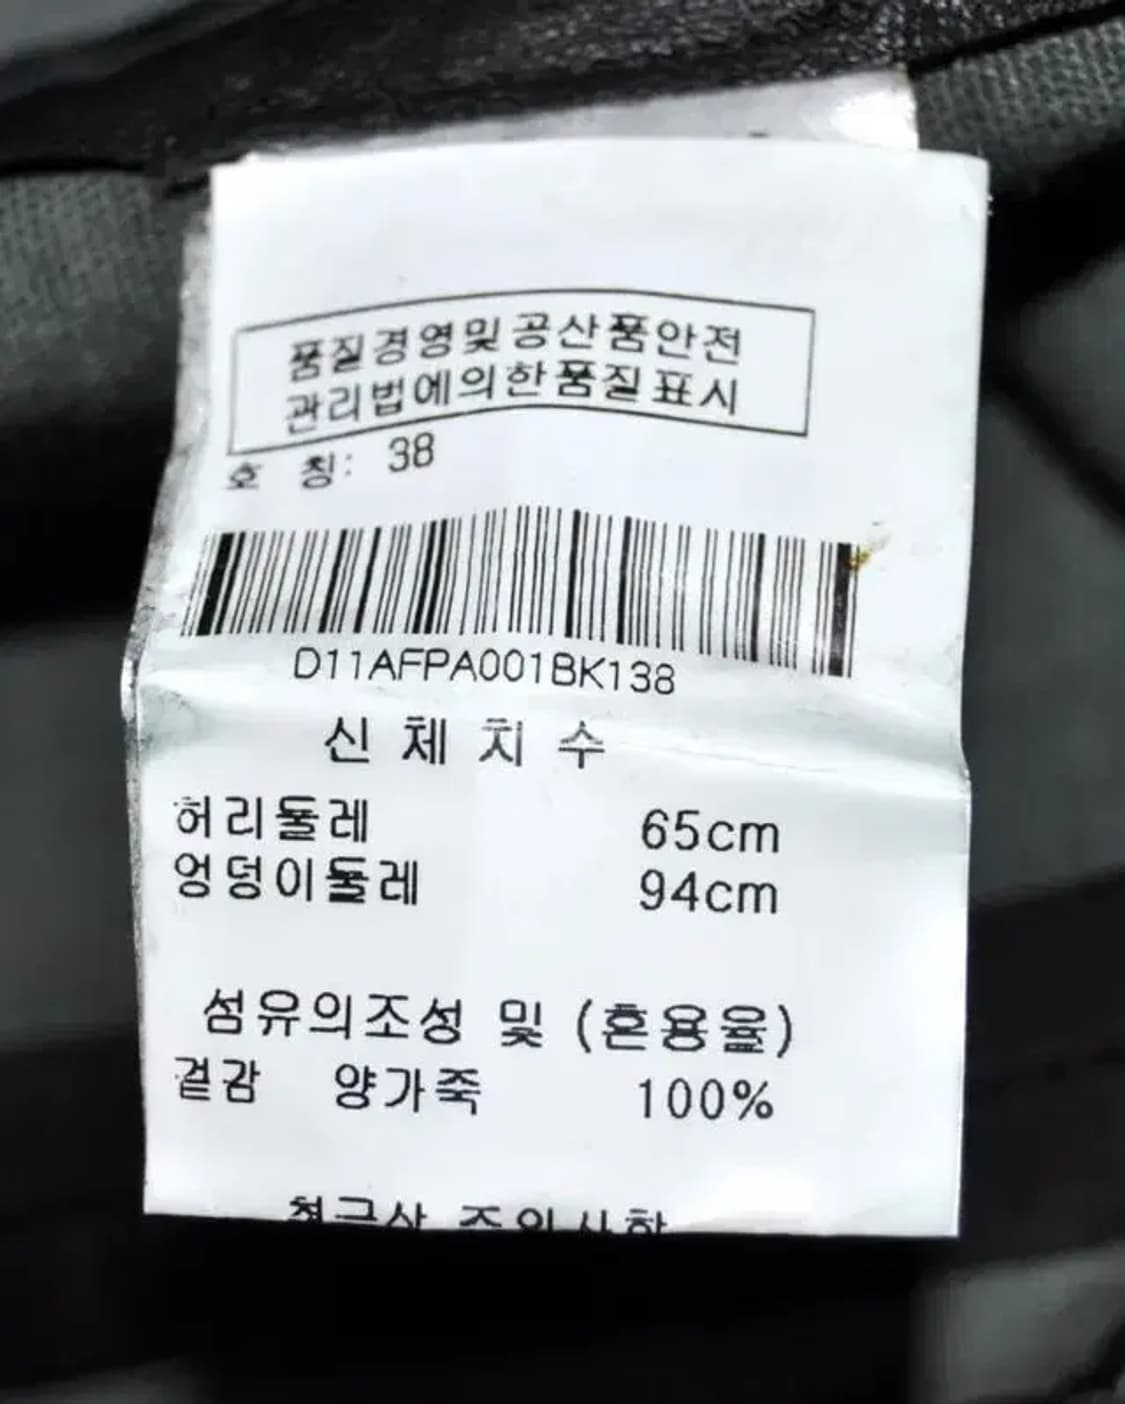 품질경영및공산품안전
관리법에의한품질표시
호 칭: 38
D11AFPA001BK138
신체치수
허리둘레 65cm
엉덩이둘레 94cm
섬유의조성 및 (혼용율)
겉감 양가죽 100%